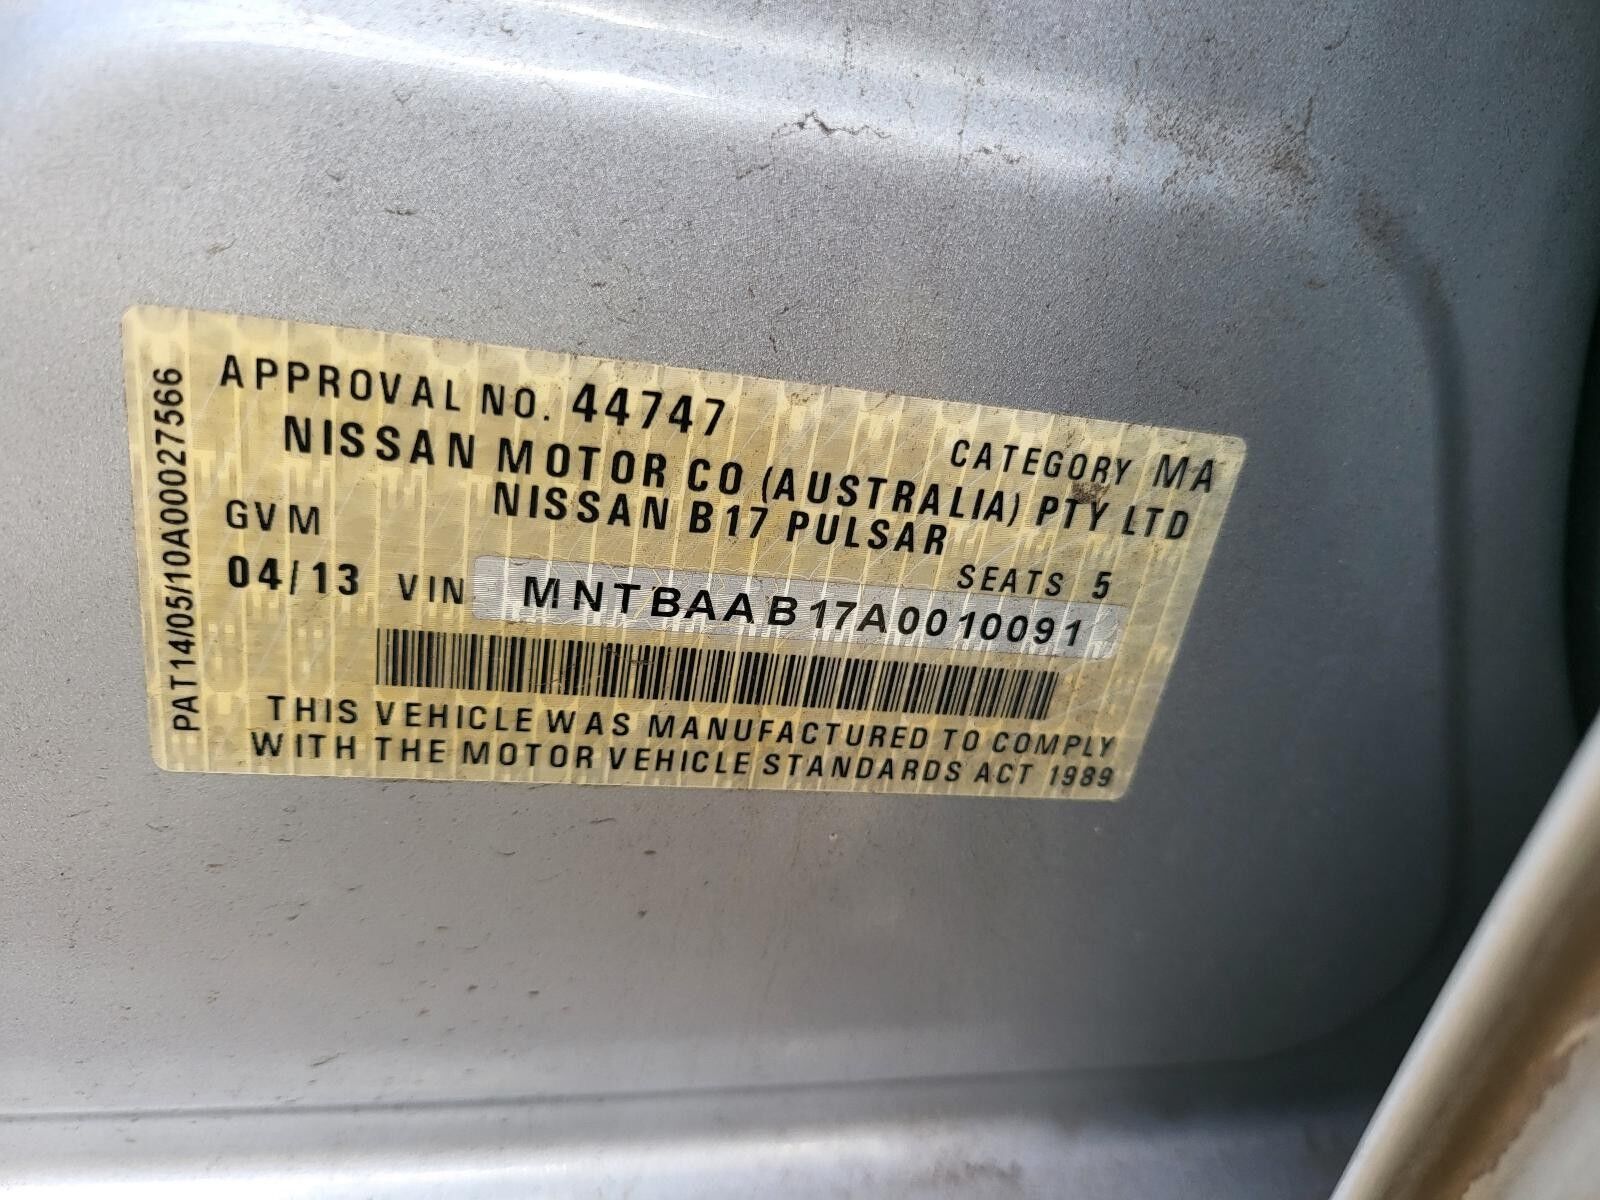 APPROVAL NO. 44747 CATEGORY MA
NISSAN MOTOR CO (AUSTRALIA) PTY LTD
NISSAN B17 PULSAR
GVM SEATS 5
04/13 VIN MNTBAAB17A0010091
THIS VEHICLE WAS MANUFACTURED TO COMPLY
WITH THE MOTOR VEHICLE STANDARDS ACT 1989
PAT14/05/10A00027566